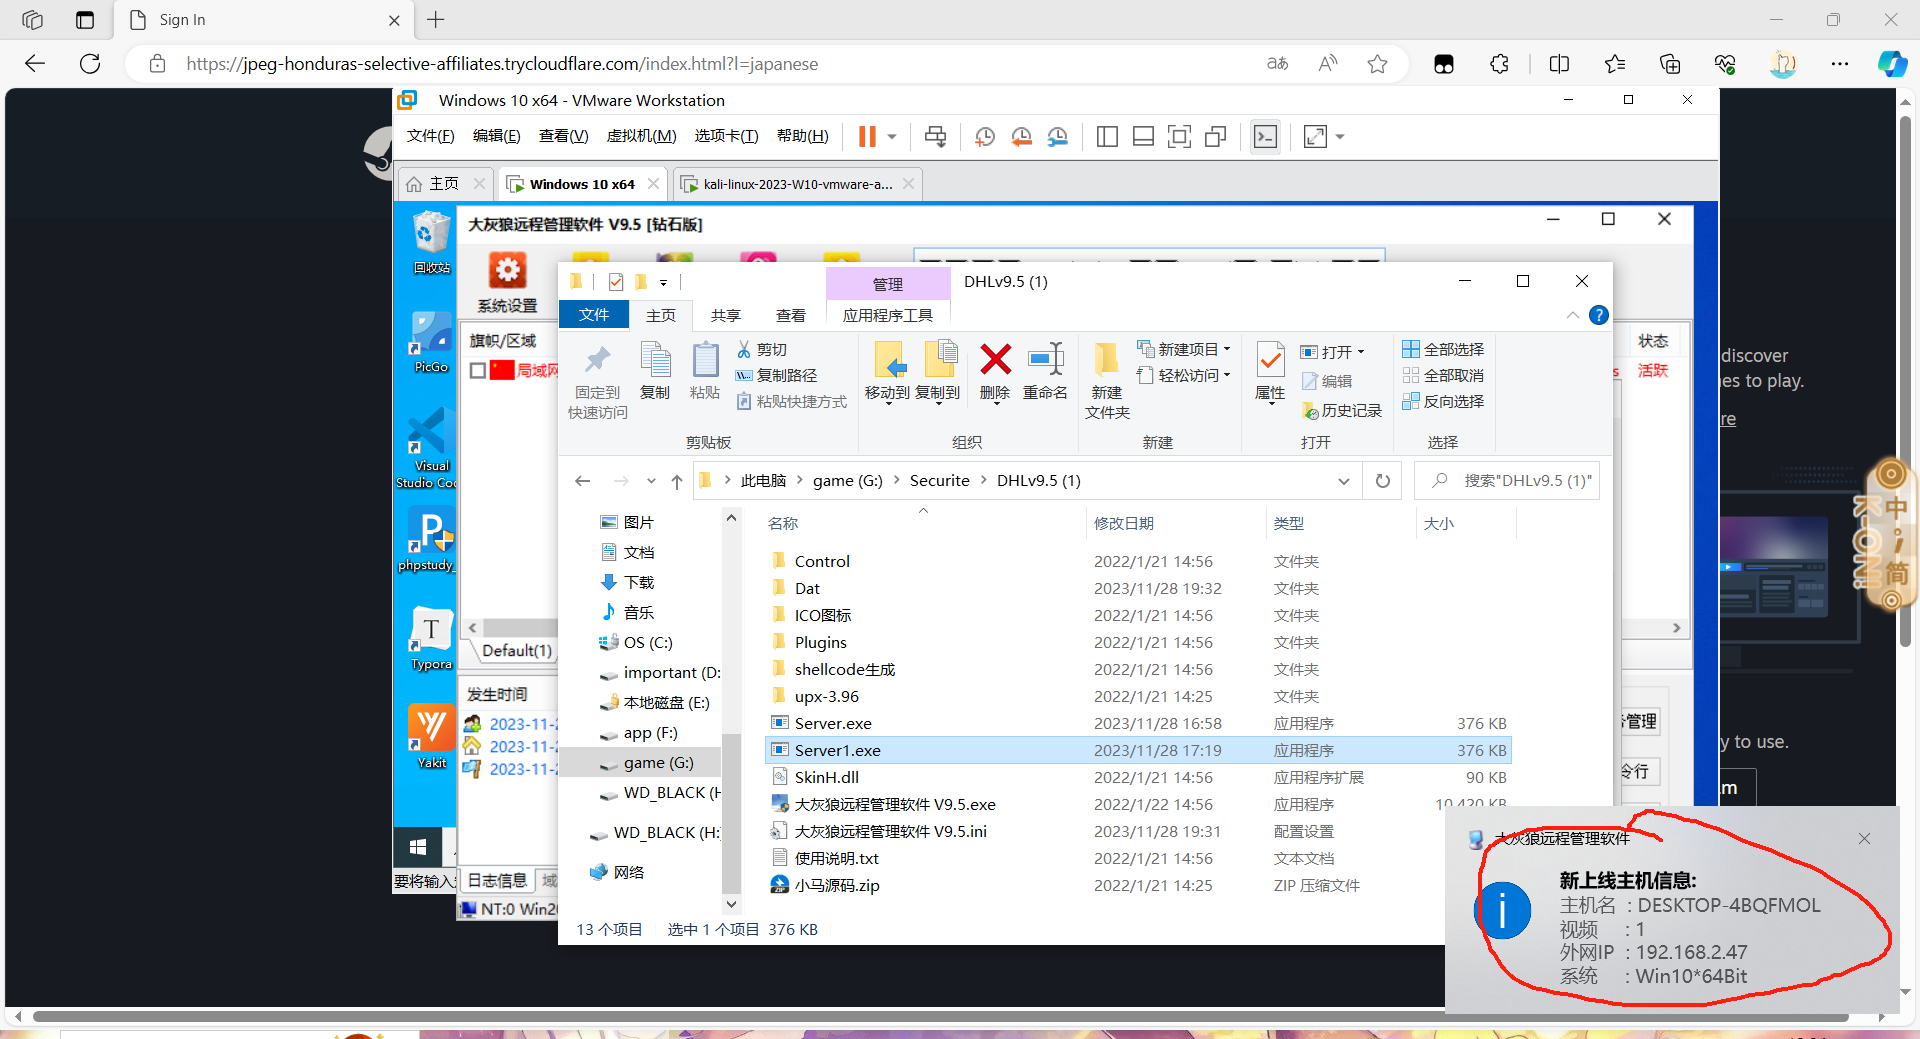 Sign In
https://jpeg-honduras-selective-affiliates.trycloudflare.com/index.html?l=japanese
Windows 10 x64 - VMware Workstation
文件(F) 编辑(E) 查看(V) 虚拟机(M) 选项卡(T) 帮助(H)
主页 Windows 10 x64 kali-linux-2023-W10-vmware-a...
大灰狼远程管理软件 V9.5 [钻石版]
回收站
系统设置
管理 DHLv9.5 (1)
文件 主页 共享 查看 应用程序工具
旗帜/区域
状态
局域网
活跃
PicGo
固定到
快速访问
复制
粘贴
剪切
复制路径
粘贴快捷方式
移动到
复制到
删除
重命名
新建
文件夹
新建项目
轻松访问
属性
打开
编辑
历史记录
全部选择
全部取消
反向选择
剪贴板 组织 新建 打开 选择
discover
es to play.
re
此电脑 game (G:) Securite DHLv9.5 (1)
搜索"DHLv9.5 (1)"
Visual
Studio Co
phpstudy_
Typora
Yakit
图片
文档
下载
音乐
OS (C:)
important (D:
本地磁盘 (E:)
app (F:)
game (G:)
WD_BLACK (H
WD_BLACK (H:
网络
名称 修改日期 类型 大小
Control 2022/1/21 14:56 文件夹
Dat 2023/11/28 19:32 文件夹
ICO图标 2022/1/21 14:56 文件夹
Plugins 2022/1/21 14:56 文件夹
shellcode生成 2022/1/21 14:56 文件夹
upx-3.96 2022/1/21 14:25 文件夹
Server.exe 2023/11/28 16:58 应用程序 376 KB
Server1.exe 2023/11/28 17:19 应用程序 376 KB
SkinH.dll 2022/1/21 14:56 应用程序扩展 90 KB
大灰狼远程管理软件 V9.5.exe 2022/1/22 14:56 应用程序 10,420 KB
大灰狼远程管理软件 V9.5.ini 2023/11/28 19:31 配置设置
使用说明.txt 2022/1/21 14:56 文本文档
小马源码.zip 2022/1/21 14:25 ZIP 压缩文件
13 个项目 选中 1 个项目 376 KB
Default(1)
发生时间
2023-11-2
2023-11-2
2023-11-2
要将输入
日志信息 域
NT:0 Win20
管理
令行
y to use.
m
K-ON!!
中
简
大灰狼远程管理软件
新上线主机信息:
主机名 : DESKTOP-4BQFMOL
视频 : 1
外网IP : 192.168.2.47
系统 : Win10*64Bit